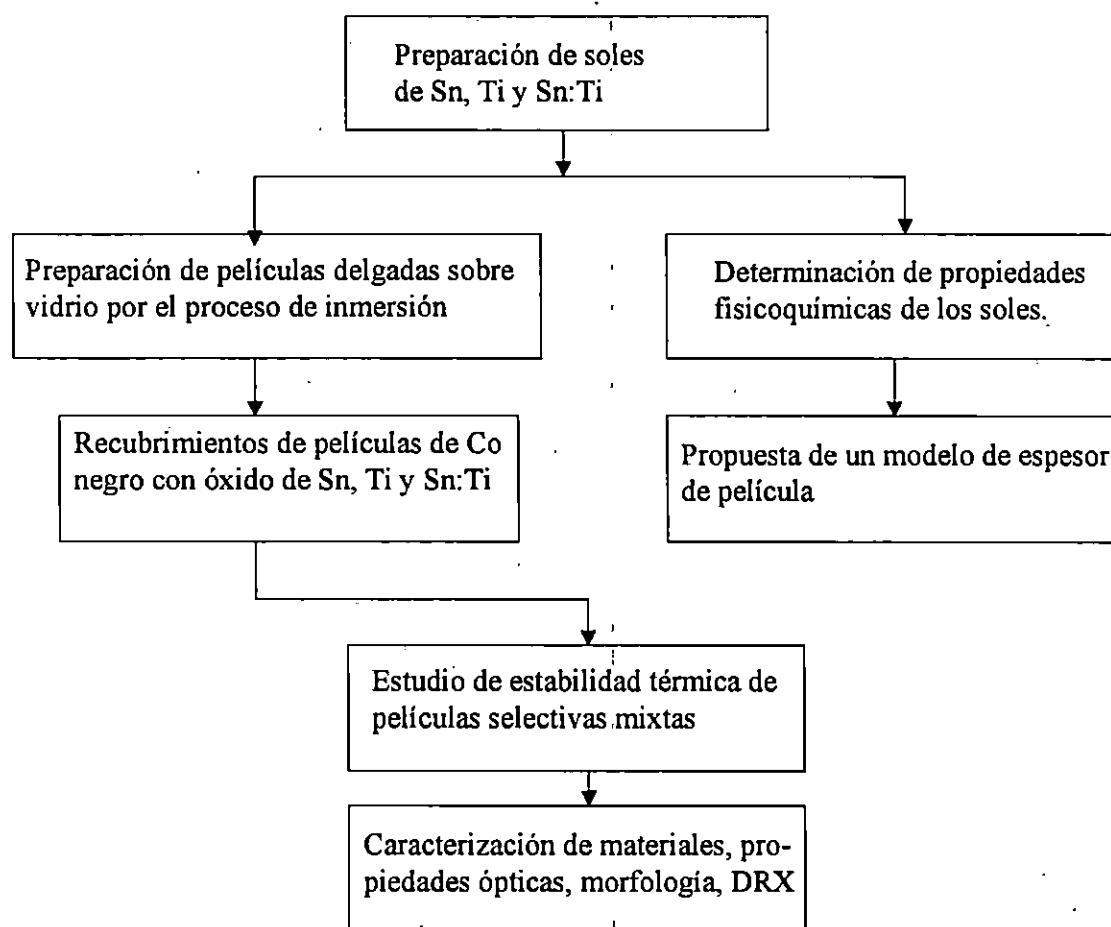 Preparación de soles
de Sn, Ti y Sn:Ti
Preparación de películas delgadas sobre
vidrio por el proceso de inmersión
Determinación de propiedades
fisicoquímicas de los soles.
Recubrimientos de películas de Co
negro con óxido de Sn, Ti y Sn:Ti
Propuesta de un modelo de espesor
de película
Estudio de estabilidad térmica de
películas selectivas mixtas
Caracterización de materiales, pro-
piedades ópticas, morfología, DRX